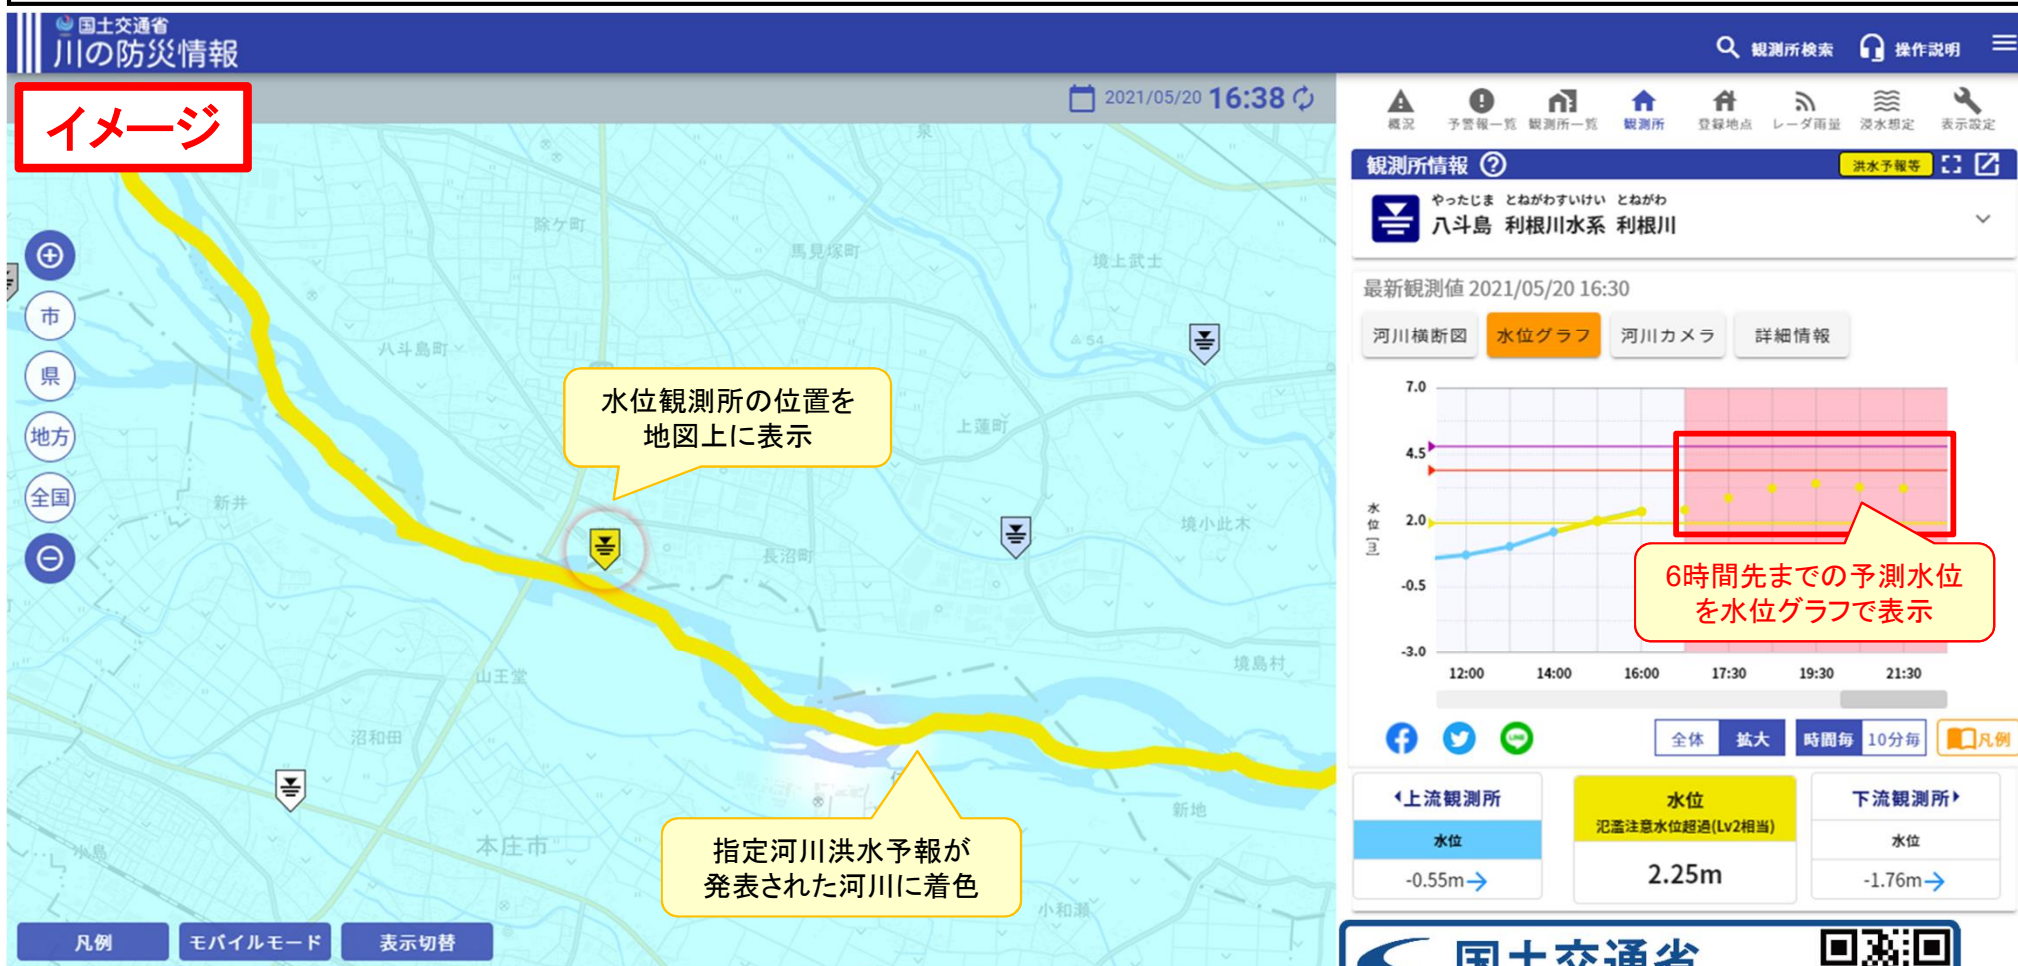 国土交通省
川の防災情報
観測所検索
操作説明
イメージ
2021/05/20 16:38
概況
予警報一覧
観測所一覧
観測所
登録地点
レーダ雨量
浸水想定
表示設定
観測所情報
洪水予報等
やったじま とねがわすいけい とねがわ
八斗島 利根川水系 利根川
最新観測値 2021/05/20 16:30
河川横断図
水位グラフ
河川カメラ
詳細情報
市
県
地方
全国
泉
除ケ町
馬見塚町
境上武士
八斗島町
54
上蓮町
新井
長沼町
境小此木
山王堂
境島村
沼和田
新地
本庄市
小島
小和瀬
水位観測所の位置を
地図上に表示
指定河川洪水予報が
発表された河川に着色
7.0
4.5
2.0
-0.5
-3.0
水位[m]
12:00
14:00
16:00
17:30
19:30
21:30
6時間先までの予測水位
を水位グラフで表示
全体
拡大
時間毎
10分毎
凡例
上流観測所
水位
-0.55m
水位
氾濫注意水位超過(Lv2相当)
2.25m
下流観測所
水位
-1.76m
凡例
モバイルモード
表示切替
国土交通省